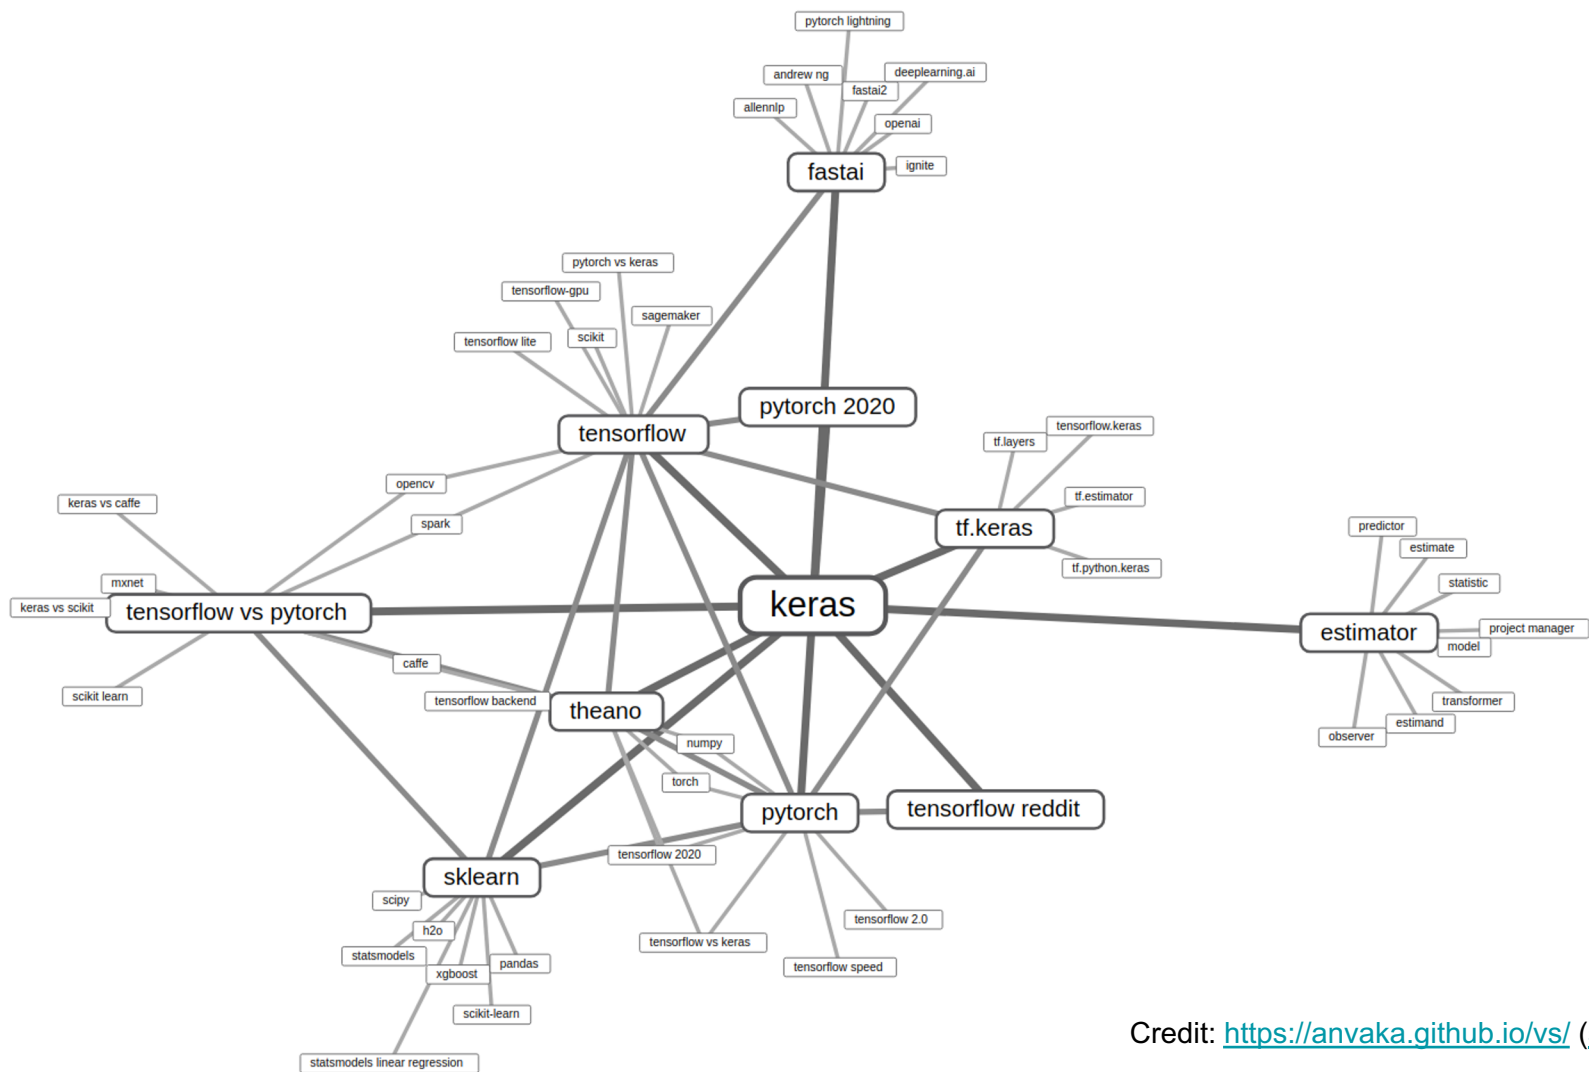 pytorch lightning
andrew ng
deeplearning.ai
fastai2
allennlp
openai
ignite
fastai
pytorch vs keras
tensorflow-gpu
sagemaker
scikit
tensorflow lite
pytorch 2020
tensorflow
tensorflow.keras
tf.layers
opencv
tf.estimator
keras vs caffe
spark
tf.keras
predictor
estimate
tf.python.keras
mxnet
statistic
keras vs scikit
tensorflow vs pytorch
keras
estimator
project manager
model
caffe
scikit learn
tensorflow backend
theano
transformer
estimand
observer
numpy
torch
pytorch
tensorflow reddit
tensorflow 2020
sklearn
scipy
tensorflow 2.0
h2o
tensorflow vs keras
statsmodels
pandas
xgboost
tensorflow speed
scikit-learn
Credit: https://anvaka.github.io/vs/ (
statsmodels linear regression